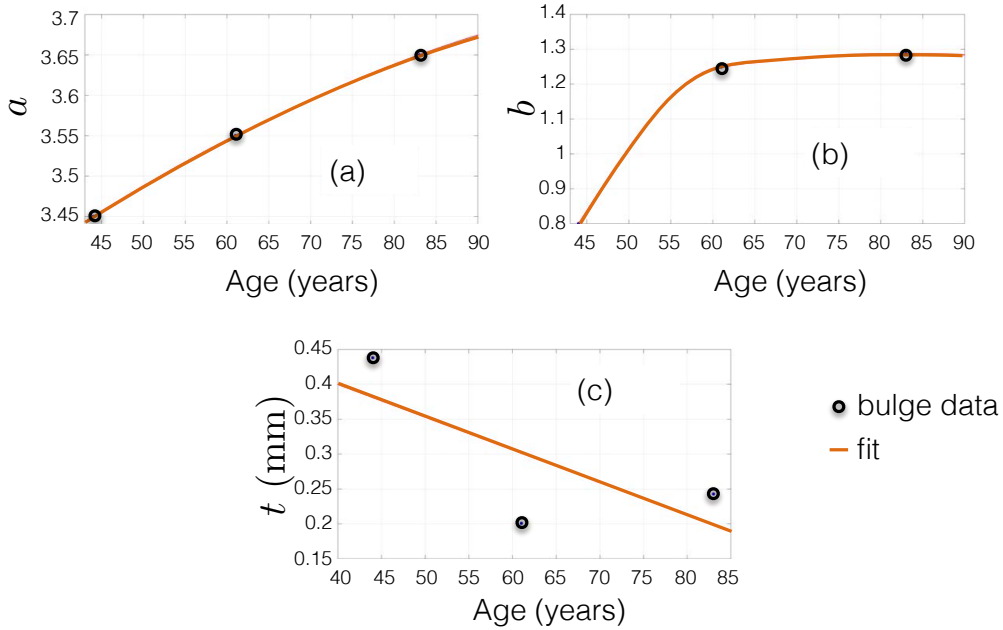 3.7
3.65
3.6
3.55
3.5
3.45
a
(a)
45 50 55 60 65 70 75 80 85 90
Age (years)
1.4
1.3
1.2
1.1
1
0.9
0.8
b
(b)
45 50 55 60 65 70 75 80 85 90
Age (years)
0.45
0.4
0.35
0.3
0.25
0.2
0.15
t (mm)
(c)
40 45 50 55 60 65 70 75 80 85
Age (years)
bulge data
fit